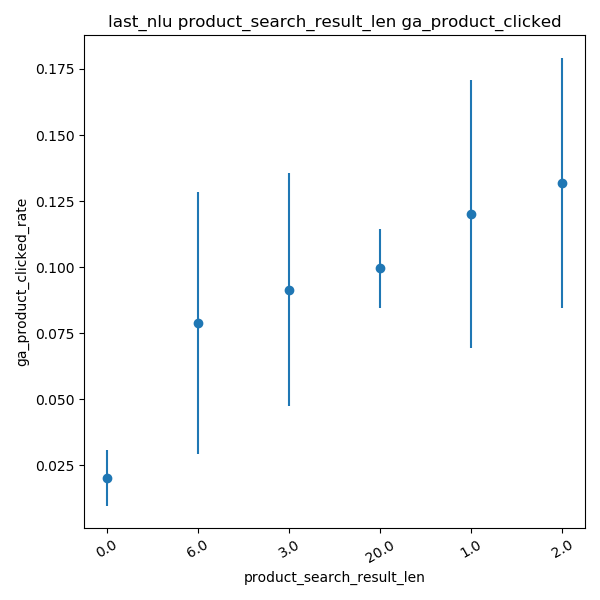 last_nlu product_search_result_len ga_product_clicked
0.175
0.150
0.125
0.100
0.075
0.050
0.025
ga_product_clicked_rate
0.0 6.0 3.0 20.0 1.0 2.0
product_search_result_len